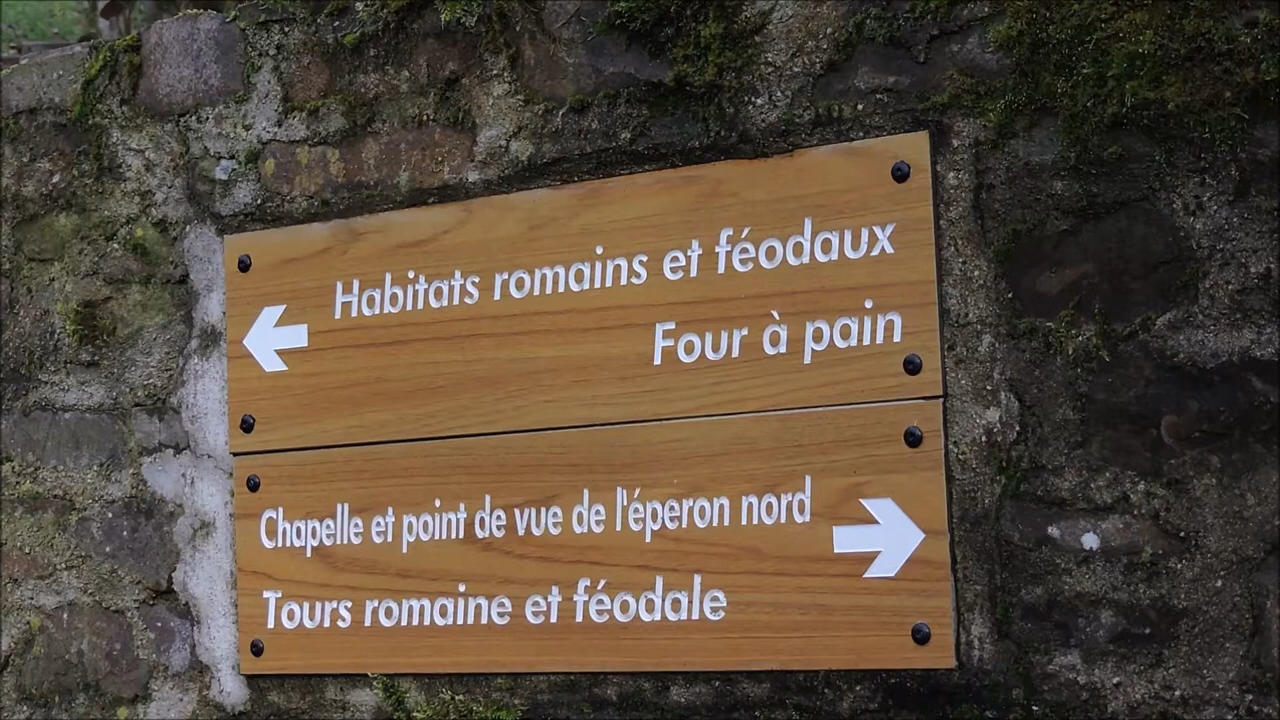 Habitats romains et féodaux
Four à pain
Chapelle et point de vue de l'éperon nord
Tours romaine et féodale